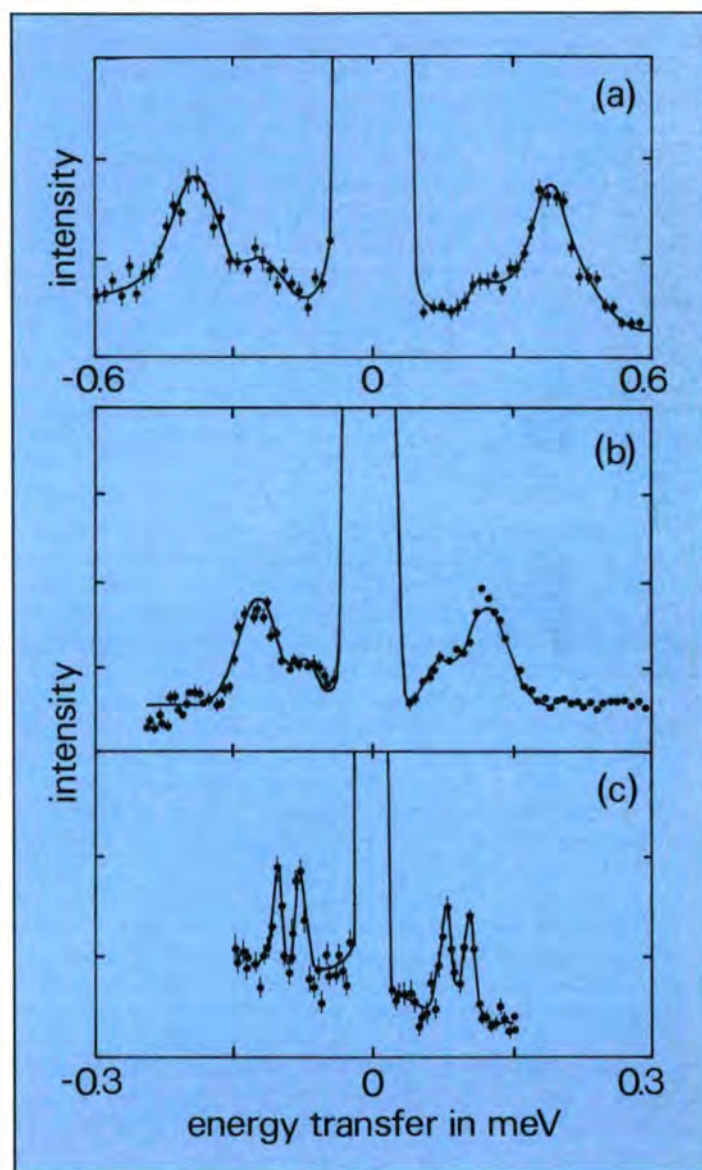 (a)
intensity
-0.6 0 0.6
(b)
intensity
(c)
-0.3 0 0.3
energy transfer in meV